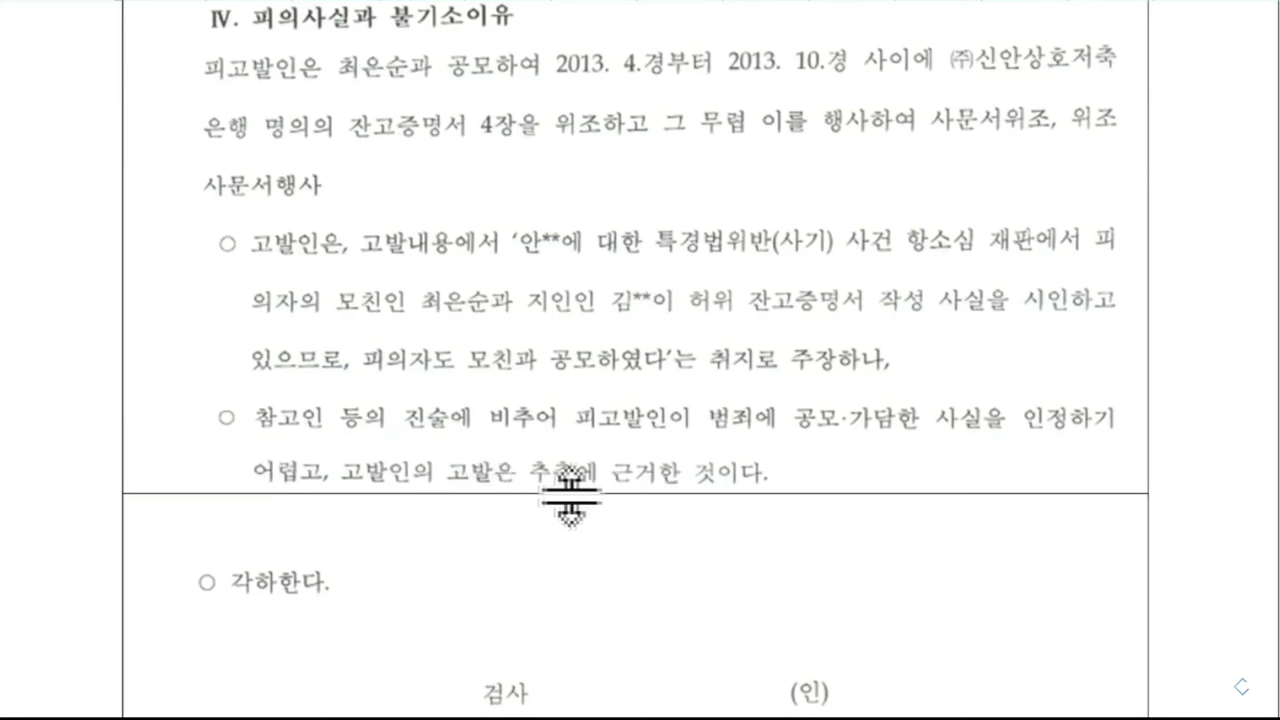 Ⅳ. 피의사실과 불기소이유
피고발인은 최은순과 공모하여 2013. 4.경부터 2013. 10.경 사이에 ㈜신안상호저축
은행 명의의 잔고증명서 4장을 위조하고 그 무렵 이를 행사하여 사문서위조, 위조
사문서행사
○ 고발인은, 고발내용에서 '안**에 대한 특경법위반(사기) 사건 항소심 재판에서 피
의자의 모친인 최은순과 지인인 김**이 허위 잔고증명서 작성 사실을 시인하고
있으므로, 피의자도 모친과 공모하였다'는 취지로 주장하나,
○ 참고인 등의 진술에 비추어 피고발인이 범죄에 공모·가담한 사실을 인정하기
어렵고, 고발인의 고발은 추측에 근거한 것이다.
○ 각하한다.
검사 (인)